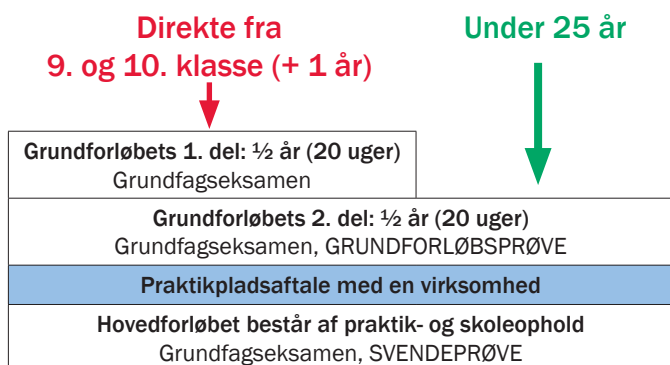 Direkte fra
9. og 10. klasse (+ 1 år)
Under 25 år
Grundforløbets 1. del: ½ år (20 uger)
Grundfagseksamen
Grundforløbets 2. del: ½ år (20 uger)
Grundfagseksamen, GRUNDFORLØBSPRØVE
Praktikpladsaftale med en virksomhed
Hovedforløbet består af praktik- og skoleophold
Grundfagseksamen, SVENDEPRØVE